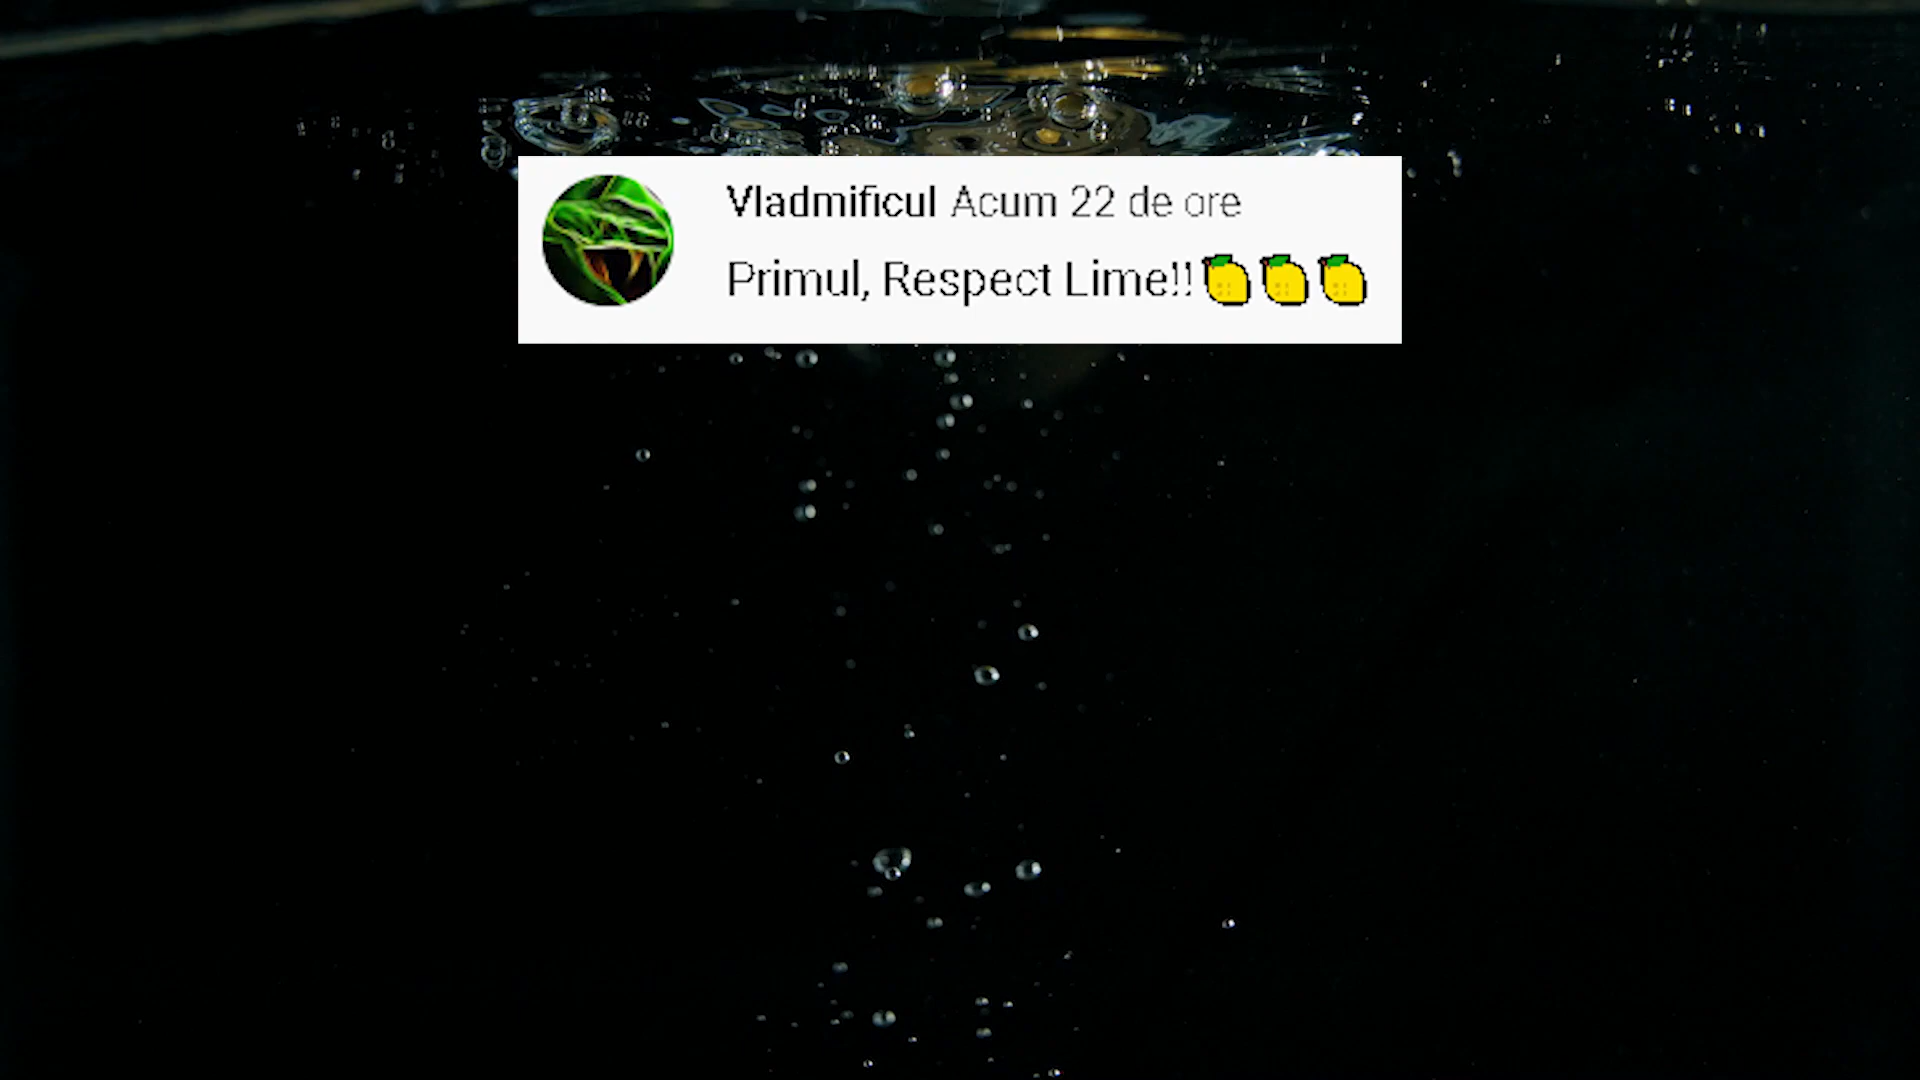 Vladmificul Acum 22 de ore
Primul, Respect Lime!!🍋🍋🍋